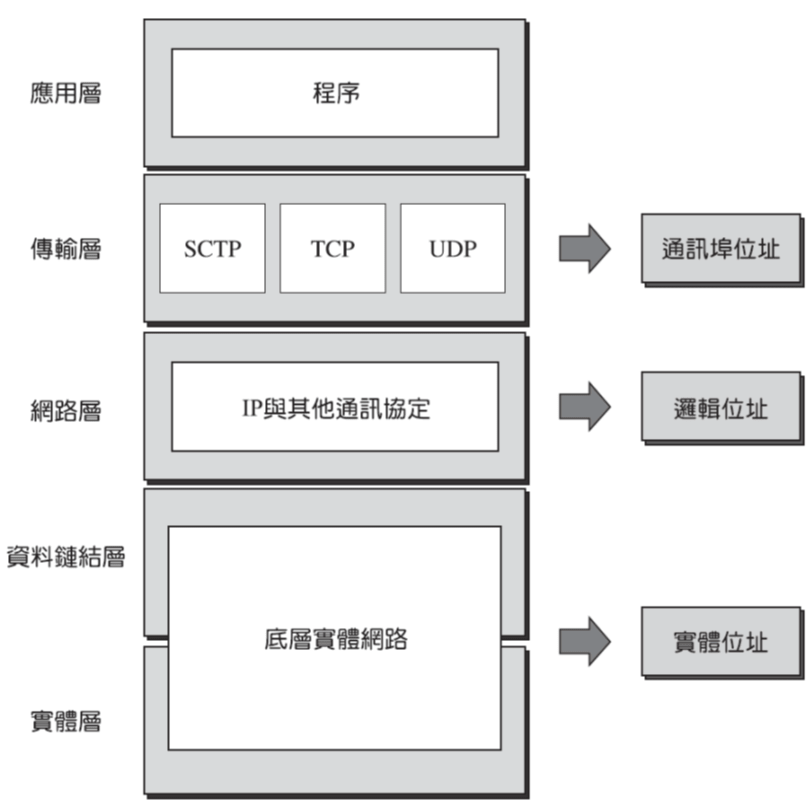 應用層
程序
傳輸層
SCTP
TCP
UDP
通訊埠位址
網路層
IP與其他通訊協定
邏輯位址
資料鏈結層
底層實體網路
實體位址
實體層